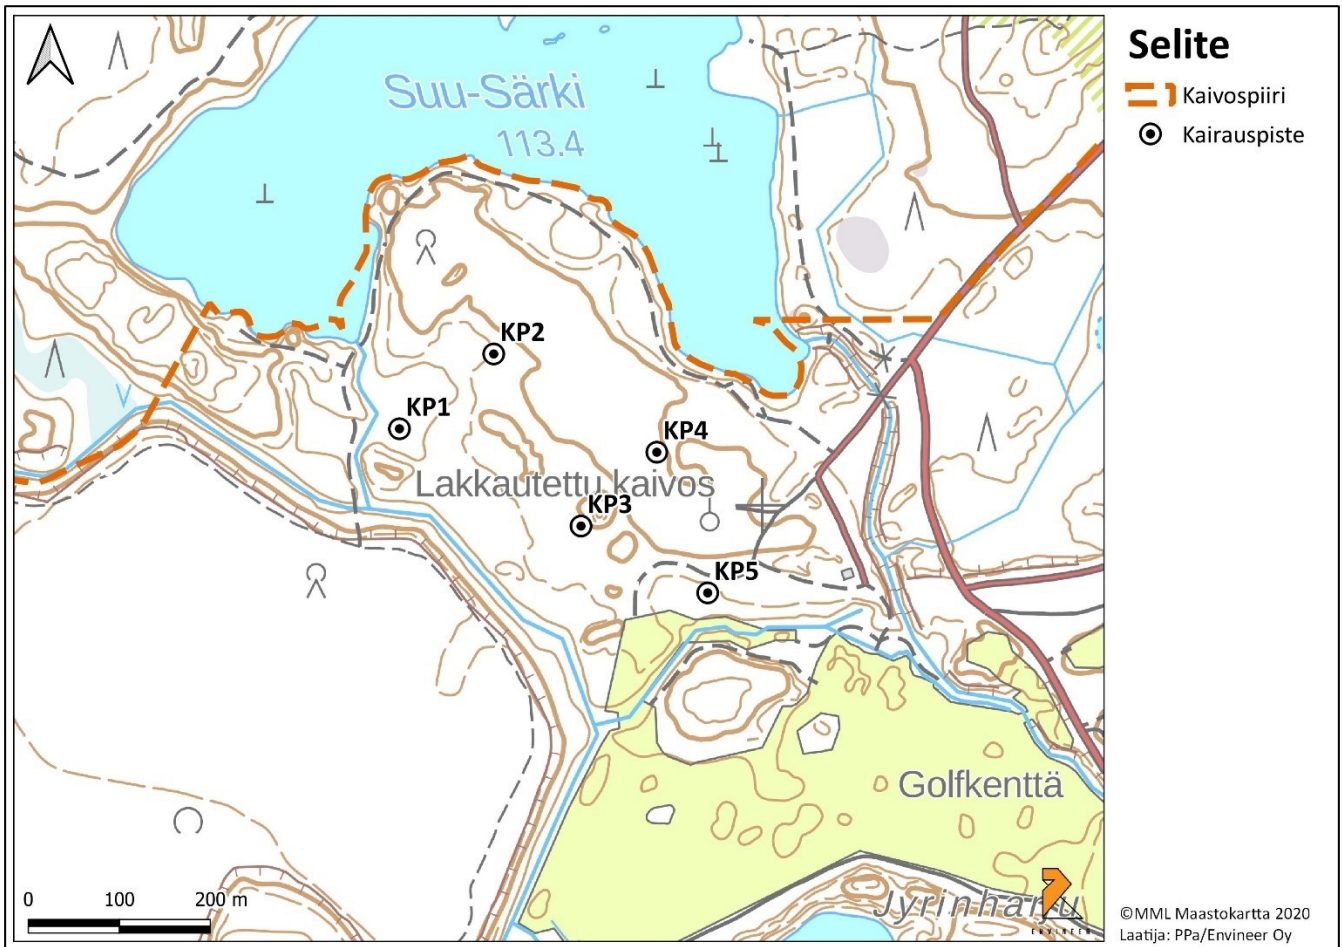 Selite
Kaivospiiri
Kairauspiste
Suu-Särki
113.4
KP2
KP1
KP4
Lakkautettu kaivos
KP3
KP5
Golfkenttä
Jyrinharju
0 100 200 m
ENVINEER
©MML Maastokartta 2020
Laatija: PPa/Envineer Oy